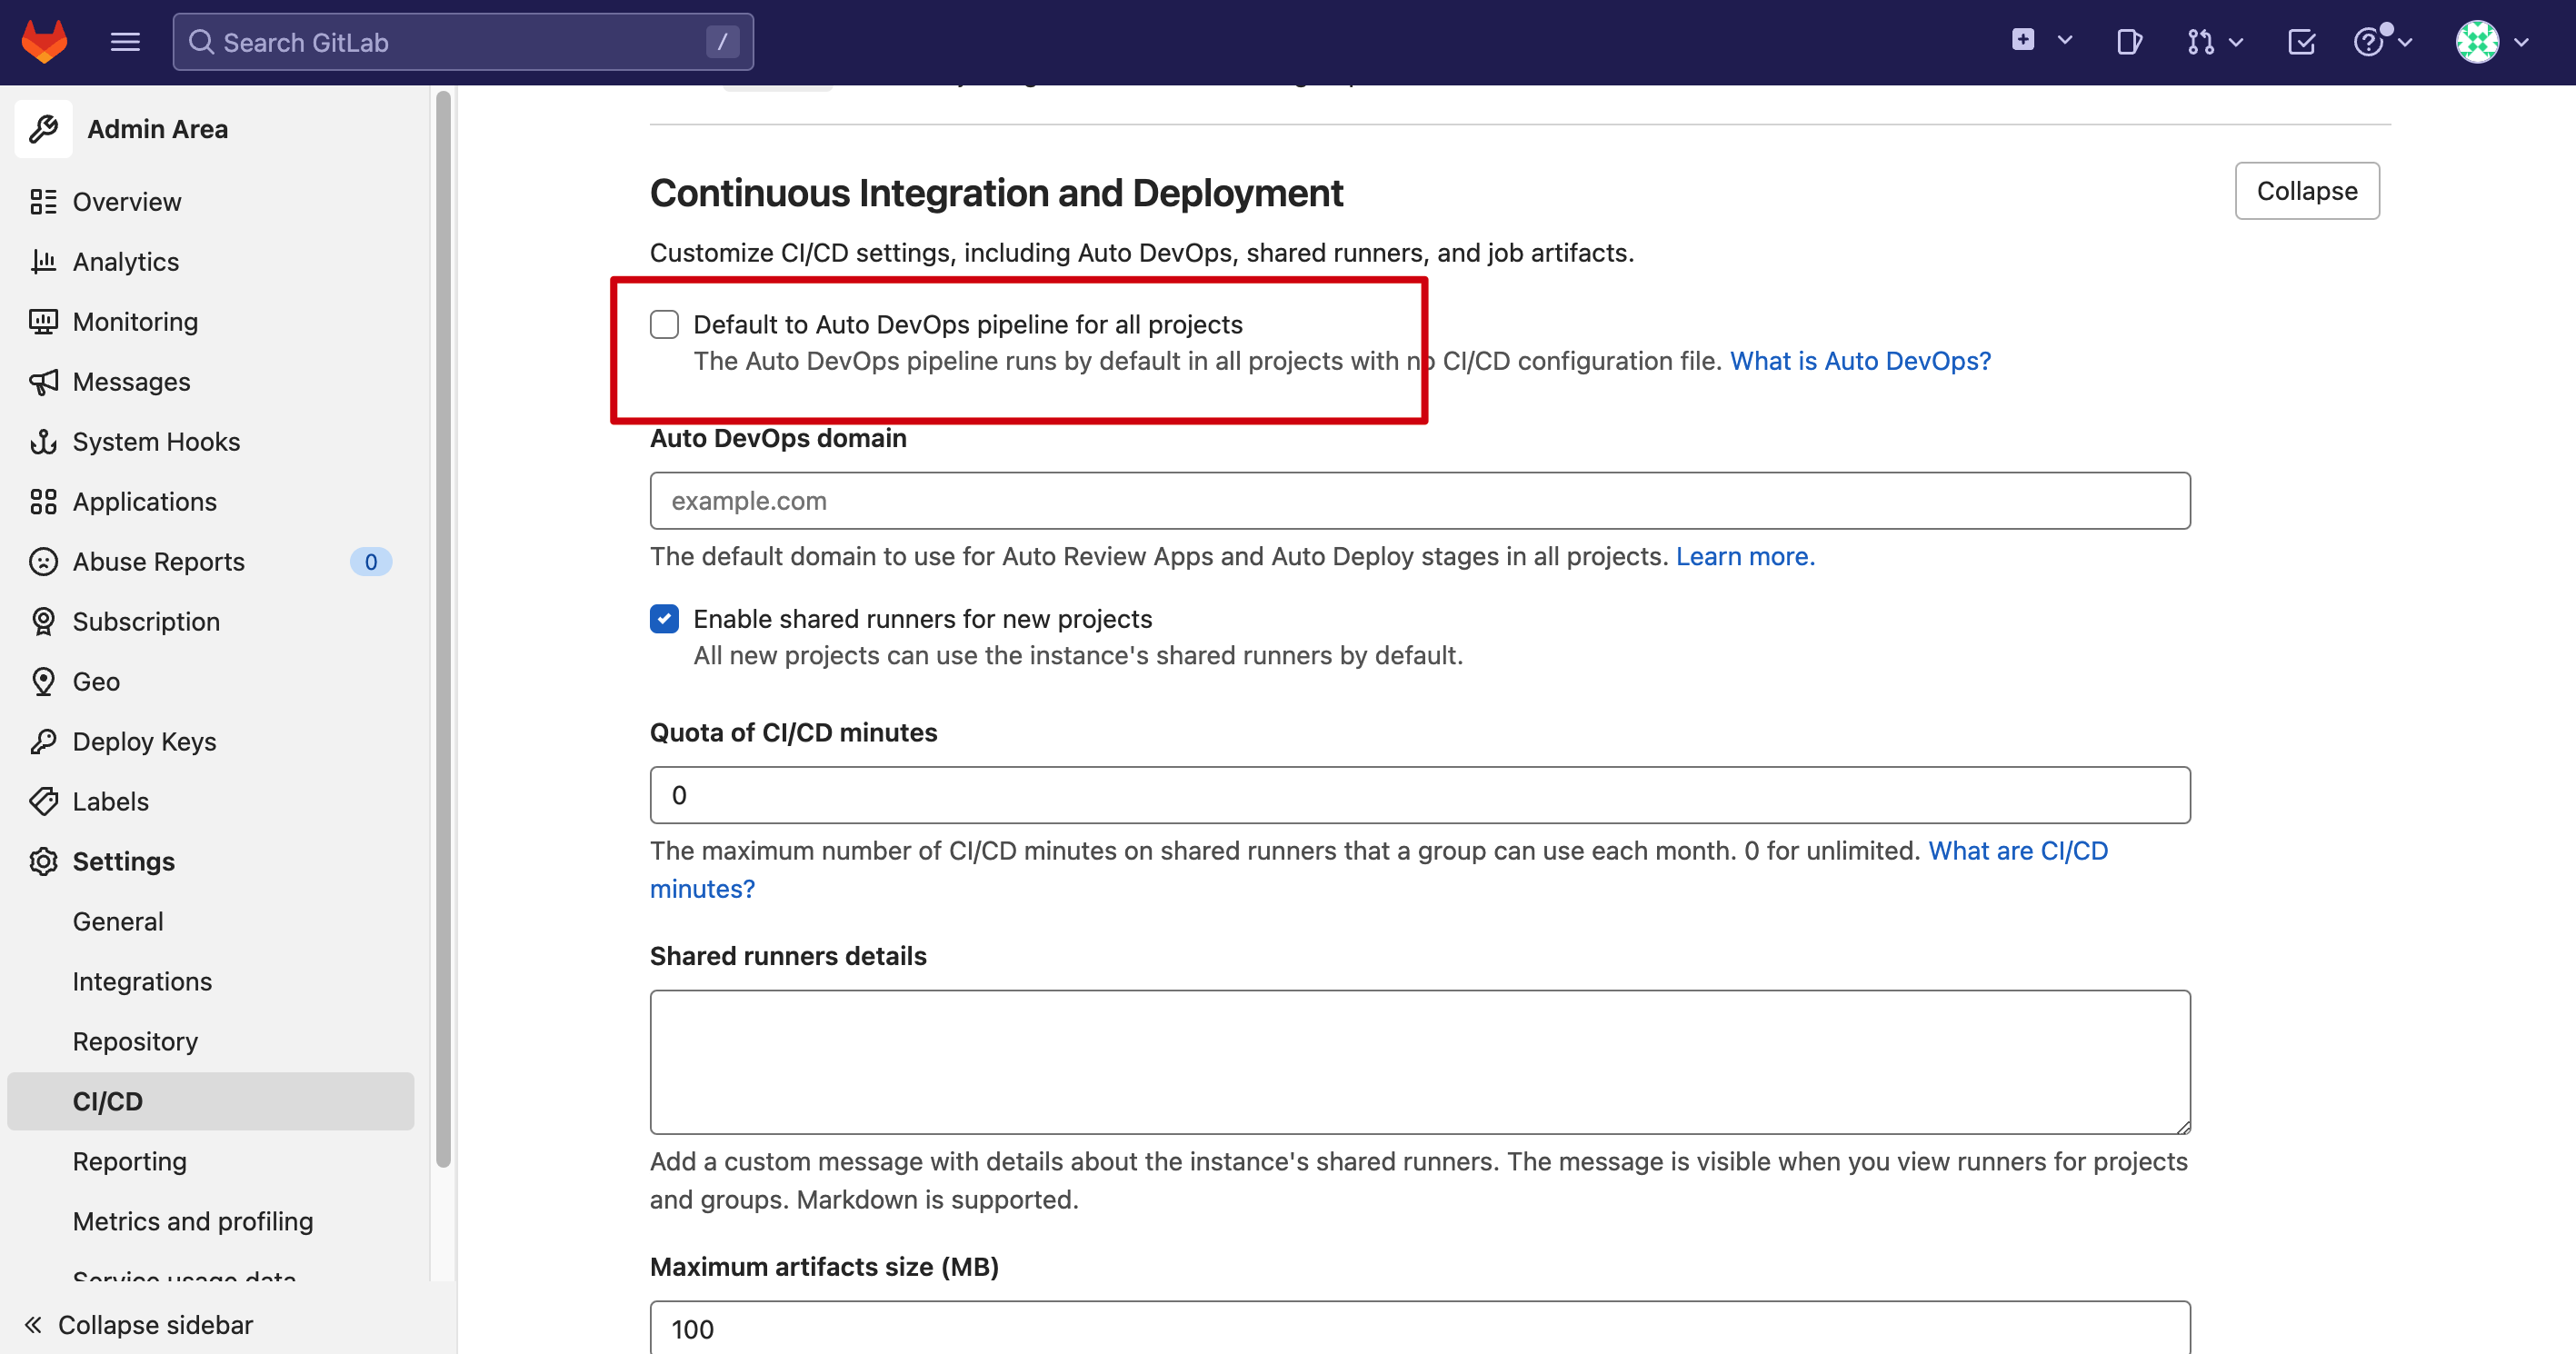 Search GitLab
/
Admin Area
Overview
Analytics
Monitoring
Messages
System Hooks
Applications
Abuse Reports 0
Subscription
Geo
Deploy Keys
Labels
Settings
General
Integrations
Repository
CI/CD
Reporting
Metrics and profiling
Service usage data
Collapse sidebar
Continuous Integration and Deployment
Collapse
Customize CI/CD settings, including Auto DevOps, shared runners, and job artifacts.
Default to Auto DevOps pipeline for all projects
The Auto DevOps pipeline runs by default in all projects with no CI/CD configuration file. What is Auto DevOps?
Auto DevOps domain
example.com
The default domain to use for Auto Review Apps and Auto Deploy stages in all projects. Learn more.
Enable shared runners for new projects
All new projects can use the instance's shared runners by default.
Quota of CI/CD minutes
0
The maximum number of CI/CD minutes on shared runners that a group can use each month. 0 for unlimited. What are CI/CD
minutes?
Shared runners details
Add a custom message with details about the instance's shared runners. The message is visible when you view runners for projects
and groups. Markdown is supported.
Maximum artifacts size (MB)
100